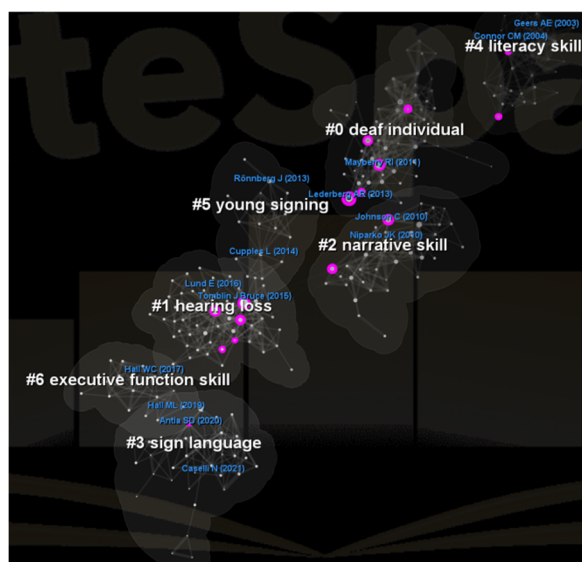 teSpa
Geers AE (2003)
Connor CM (2004)
#4 literacy skill
#0 deaf individual
Mayberry RI (2011)
Rönnberg J (2013)
Lederberg AR (2013)
#5 young signing
Johnson C (2010)
Niparko JK (2010)
#2 narrative skill
Cupples L (2014)
Lund E (2016)
Tomblin J Bruce (2015)
#1 hearing loss
Hall WC (2017)
#6 executive function skill
Hall ML (2019)
Antia SD (2020)
#3 sign language
Caselli N (2021)